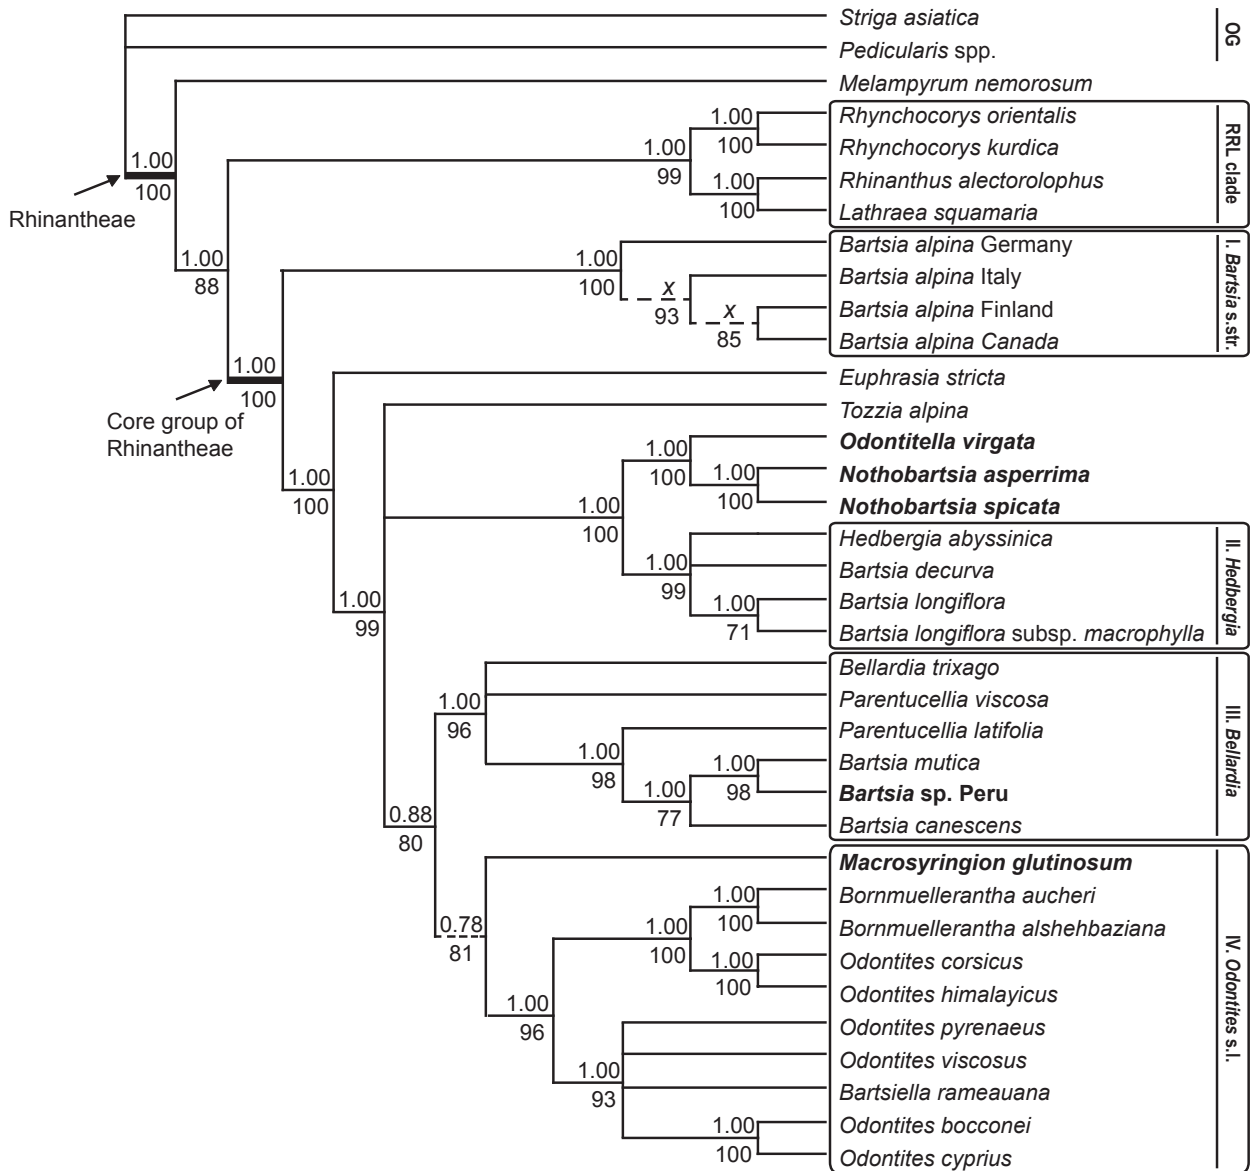 Striga asiatica
Pedicularis spp.
OG
Melampyrum nemorosum
Rhynchocorys orientalis
Rhynchocorys kurdica
Rhinanthus alectorolophus
Lathraea squamaria
RRL clade
1.00
100
1.00
99
1.00
100
1.00
100
Rhinantheae
1.00
88
Bartsia alpina Germany
Bartsia alpina Italy
Bartsia alpina Finland
Bartsia alpina Canada
I. Bartsia s.str.
1.00
100
x
93
x
85
1.00
100
Core group of
Rhinantheae
Euphrasia stricta
Tozzia alpina
1.00
100
Odontitella virgata
Nothobartsia asperrima
Nothobartsia spicata
1.00
100
1.00
100
1.00
100
Hedbergia abyssinica
Bartsia decurva
Bartsia longiflora
Bartsia longiflora subsp. macrophylla
II. Hedbergia
1.00
99
1.00
71
1.00
99
Bellardia trixago
Parentucellia viscosa
Parentucellia latifolia
Bartsia mutica
Bartsia sp. Peru
Bartsia canescens
III. Bellardia
1.00
96
1.00
98
1.00
77
1.00
98
0.88
80
Macrosyringion glutinosum
Bornmuellerantha aucheri
Bornmuellerantha alshehbaziana
Odontites corsicus
Odontites himalayicus
Odontites pyrenaeus
Odontites viscosus
Bartsiella rameauana
Odontites bocconei
Odontites cyprius
IV. Odontites s.l.
0.78
81
1.00
100
1.00
100
1.00
100
1.00
96
1.00
93
1.00
100